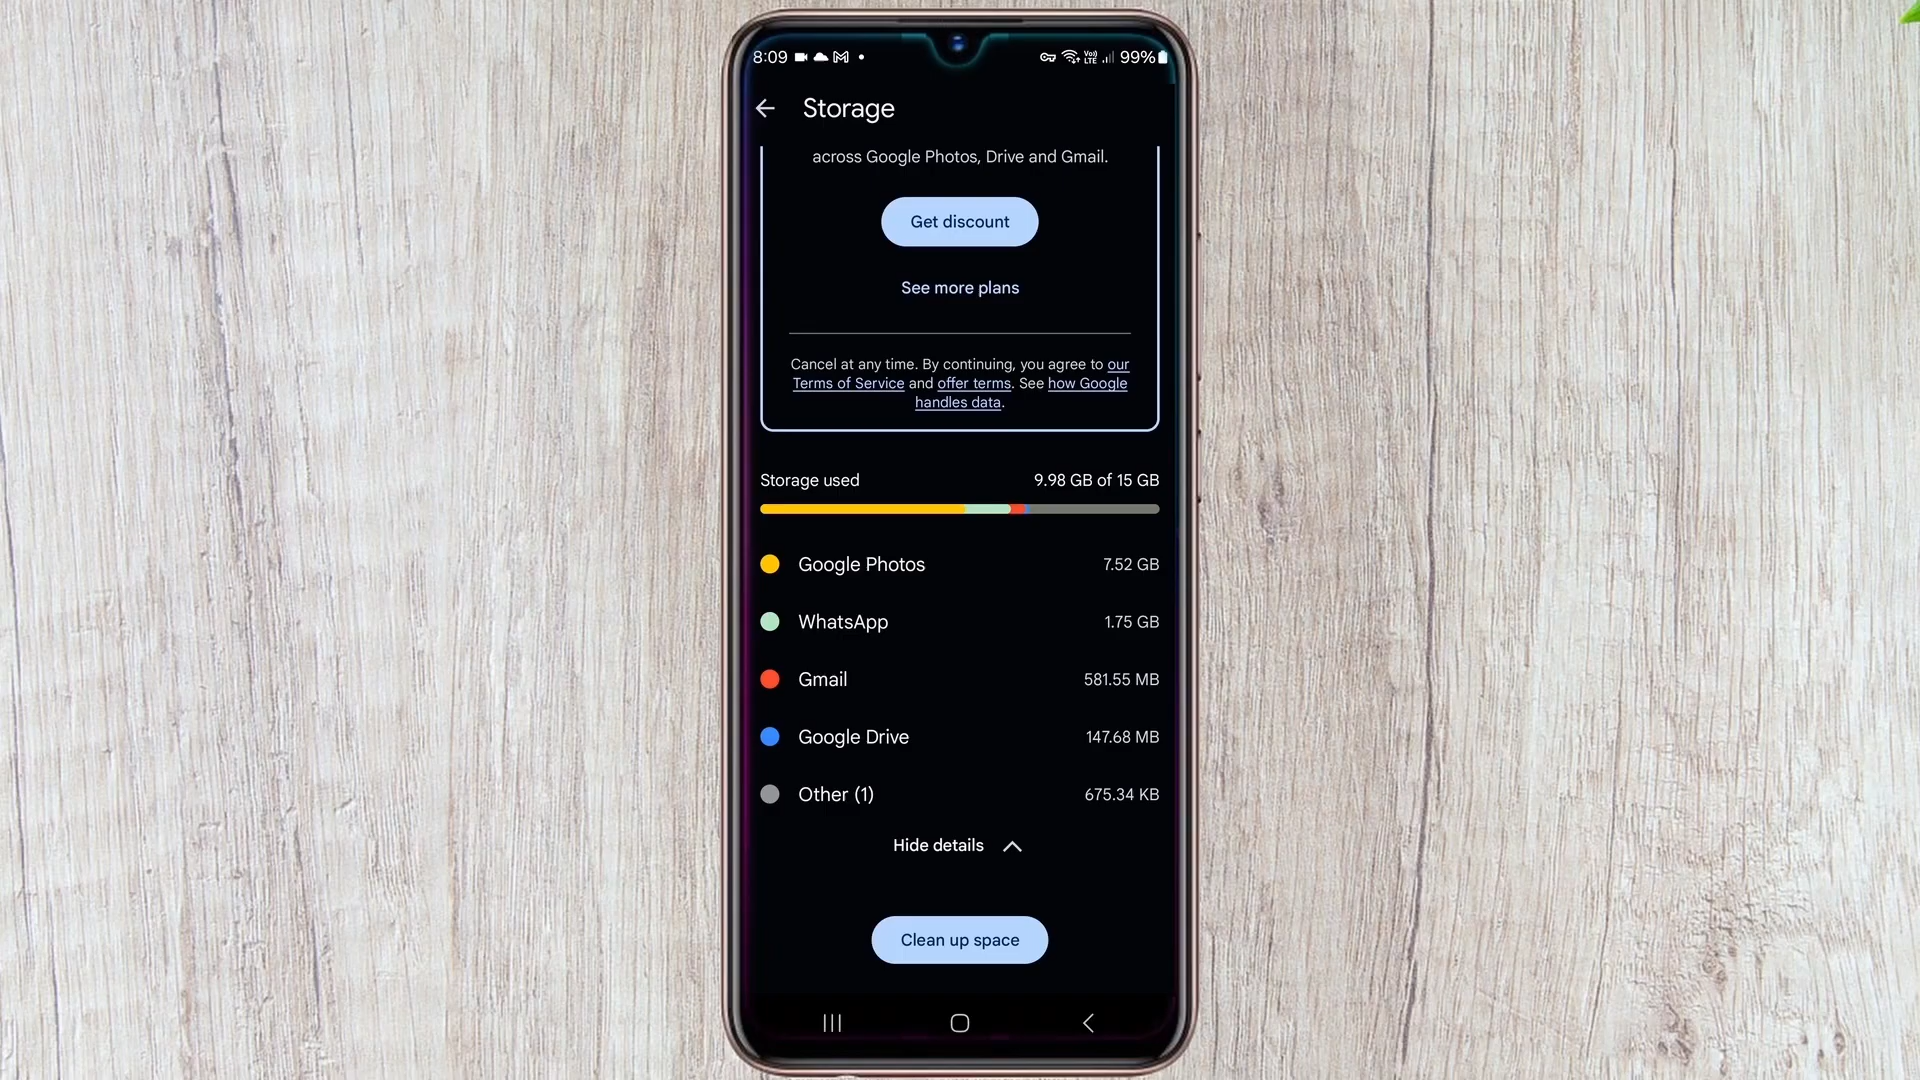 8:09 Vo)) LTE 99%
Storage
across Google Photos, Drive and Gmail.
Get discount
See more plans
Cancel at any time. By continuing, you agree to our
Terms of Service and offer terms. See how Google
handles data.
Storage used 9.98 GB of 15 GB
Google Photos 7.52 GB
WhatsApp 1.75 GB
Gmail 581.55 MB
Google Drive 147.68 MB
Other (1) 675.34 KB
Hide details
Clean up space